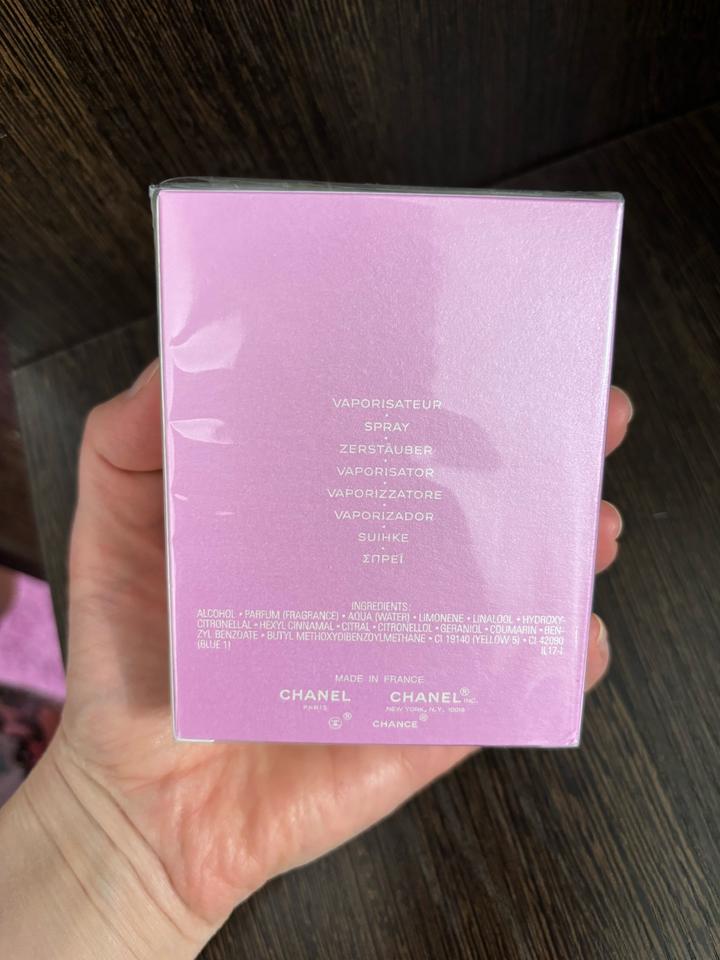 VAPORISATEUR
SPRAY
ZERSTÄUBER
VAPORISATOR
VAPORIZZATORE
VAPORIZADOR
SUIHKE
ΣΠΡΕΪ
INGREDIENTS:
ALCOHOL • PARFUM (FRAGRANCE) • AQUA (WATER) • LIMONENE • LINALOOL • HYDROXY-
CITRONELLAL • HEXYL CINNAMAL • CITRAL • CITRONELLOL • GERANIOL • COUMARIN • BEN-
ZYL BENZOATE • BUTYL METHOXYDIBENZOYLMETHANE • CI 19140 (YELLOW 5) • CI 42090
(BLUE 1) IL17-I
MADE IN FRANCE
CHANEL CHANEL® INC.
PARIS NEW YORK, N.Y. 10019
® CHANCE®